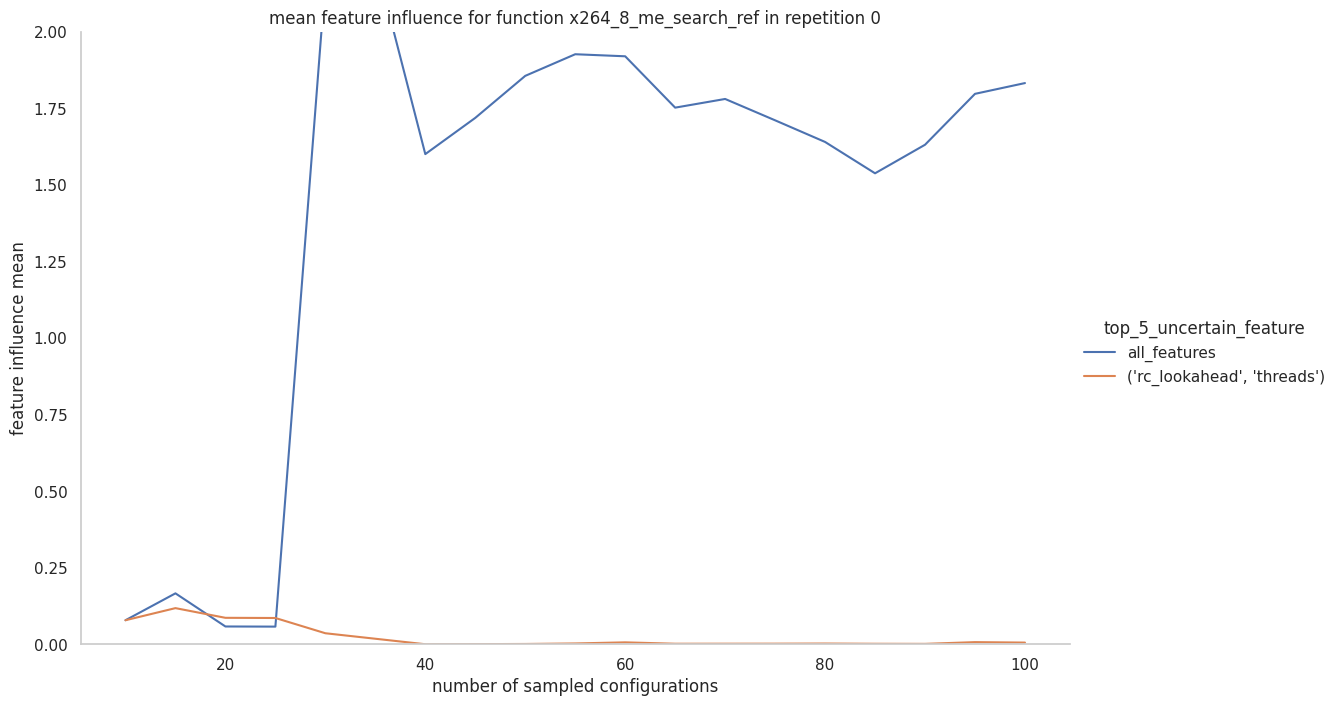 mean feature influence for function x264_8_me_search_ref in repetition 0
2.00
1.75
1.50
1.25
1.00
0.75
0.50
0.25
0.00
feature influence mean
20
40
60
80
100
number of sampled configurations
top_5_uncertain_feature
all_features
('rc_lookahead', 'threads')